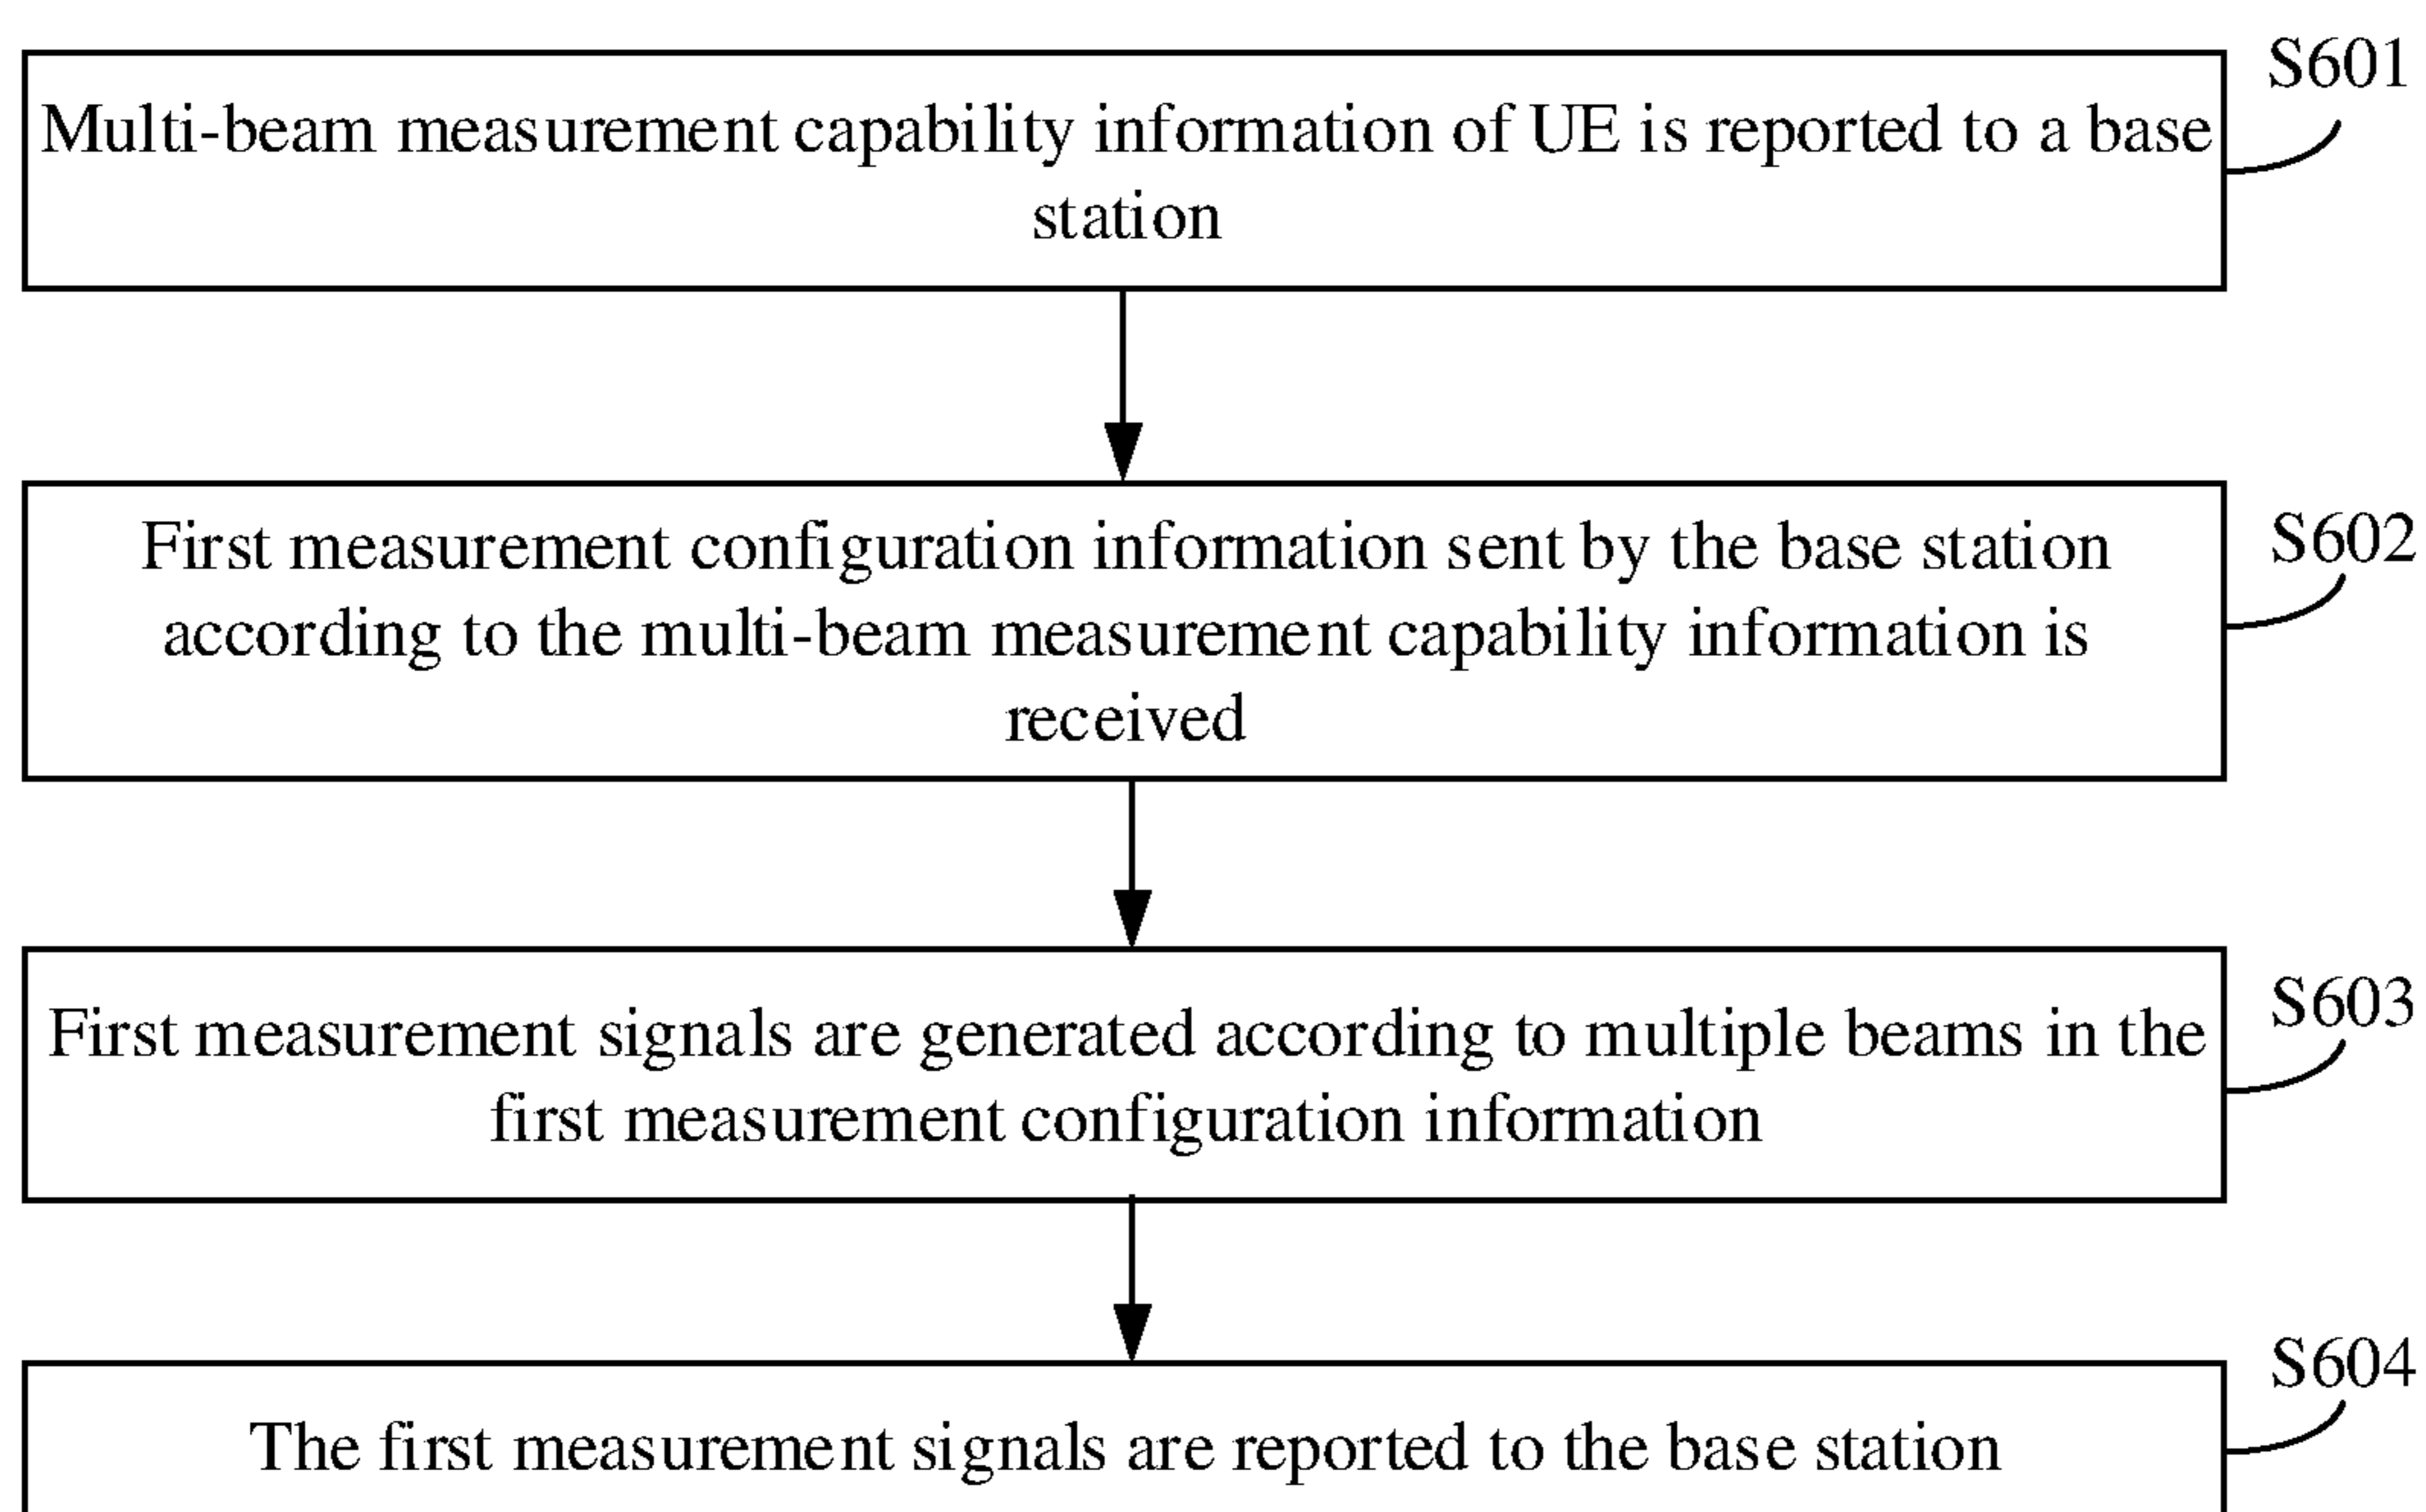 S601
Multi-beam measurement capability information of UE is reported to a base
station
S602
First measurement configuration information sent by the base station
according to the multi-beam measurement capability information is
received
S603
First measurement signals are generated according to multiple beams in the
first measurement configuration information
S604
The first measurement signals are reported to the base station